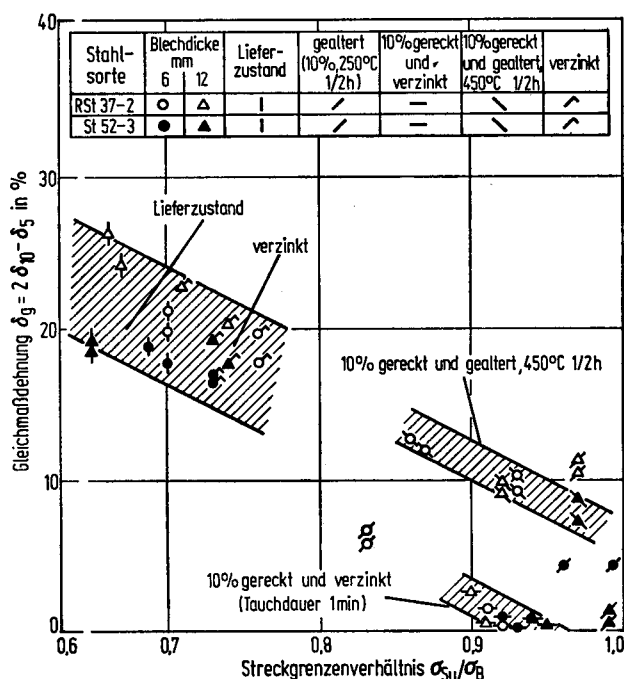 Stahl-
sorte
Blechdicke
mm
6 12
Liefer-
zustand
gealtert
(10%, 250°C
1/2h)
10% gereckt
und
verzinkt
10% gereckt
und gealtert,
450°C 1/2h
verzinkt
RSt 37-2
St 52-3
Gleichmaßdehnung δg = 2 δ10 - δ5 in %
40
30
20
10
0
Lieferzustand
verzinkt
10% gereckt und gealtert, 450°C 1/2h
10% gereckt und verzinkt
(Tauchdauer 1min)
0,6 0,7 0,8 0,9 1,0
Streckgrenzenverhältnis σSu/σB